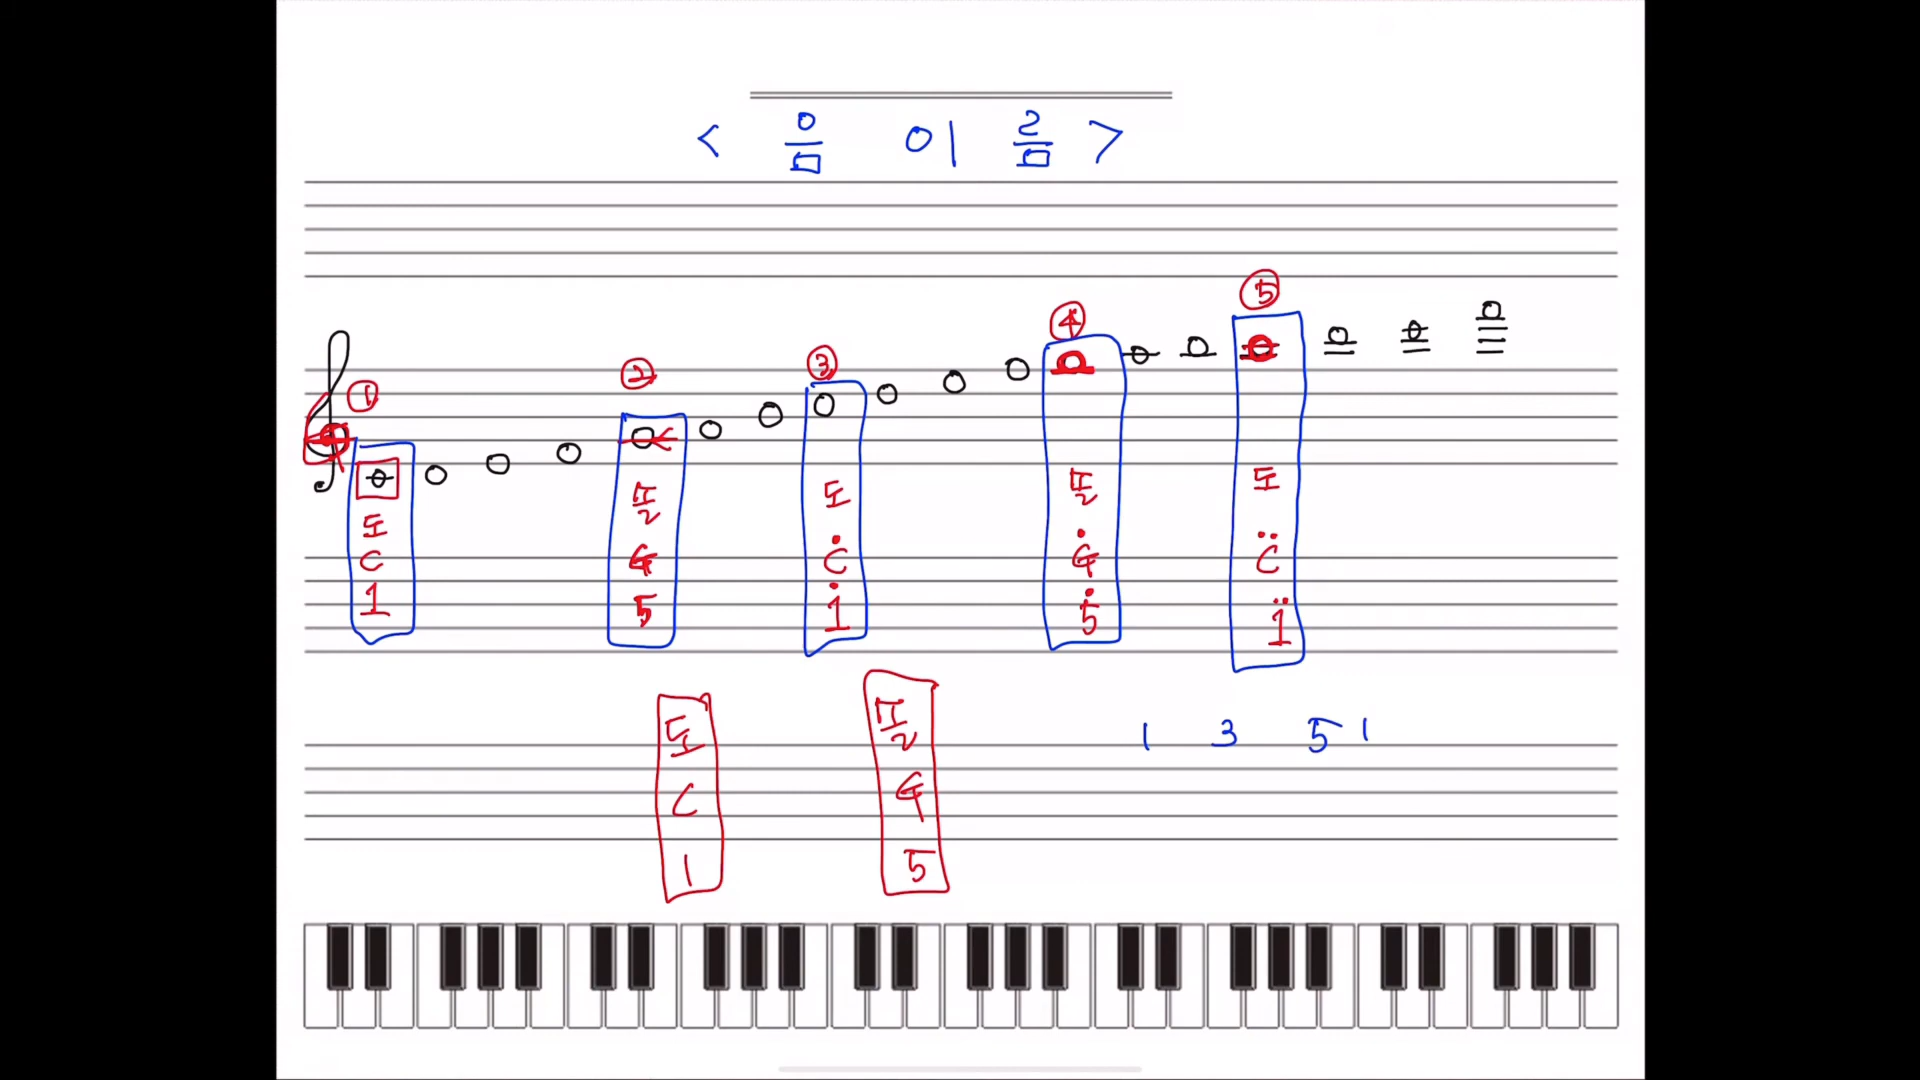 < 음 이 름 >
① ② ③ ④ ⑤
도 솔 도 솔 도
C G Ċ Ġ C̈
1 5 1̇ 5̇ 1̈
도 솔 1 3 5 1
C G
1 5